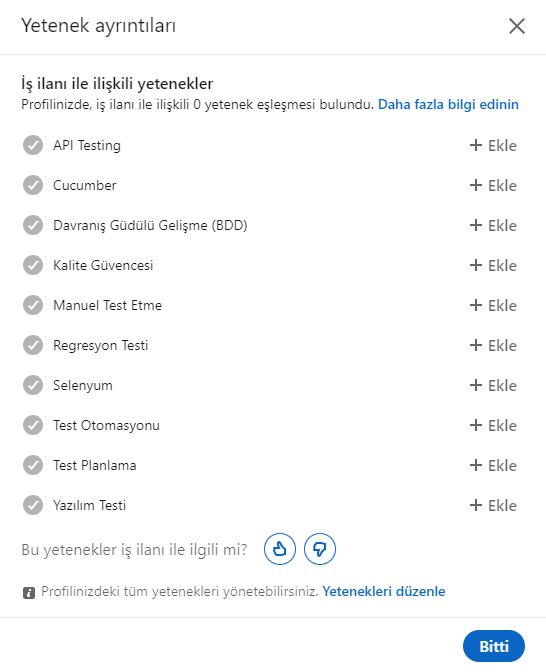 Yetenek ayrıntıları
İş ilanı ile ilişkili yetenekler
Profilinizde, iş ilanı ile ilişkili 0 yetenek eşleşmesi bulundu. Daha fazla bilgi edinin
API Testing + Ekle
Cucumber + Ekle
Davranış Güdülü Gelişme (BDD) + Ekle
Kalite Güvencesi + Ekle
Manuel Test Etme + Ekle
Regresyon Testi + Ekle
Selenyum + Ekle
Test Otomasyonu + Ekle
Test Planlama + Ekle
Yazılım Testi + Ekle
Bu yetenekler iş ilanı ile ilgili mi?
Profilinizdeki tüm yetenekleri yönetebilirsiniz. Yetenekleri düzenle
Bitti